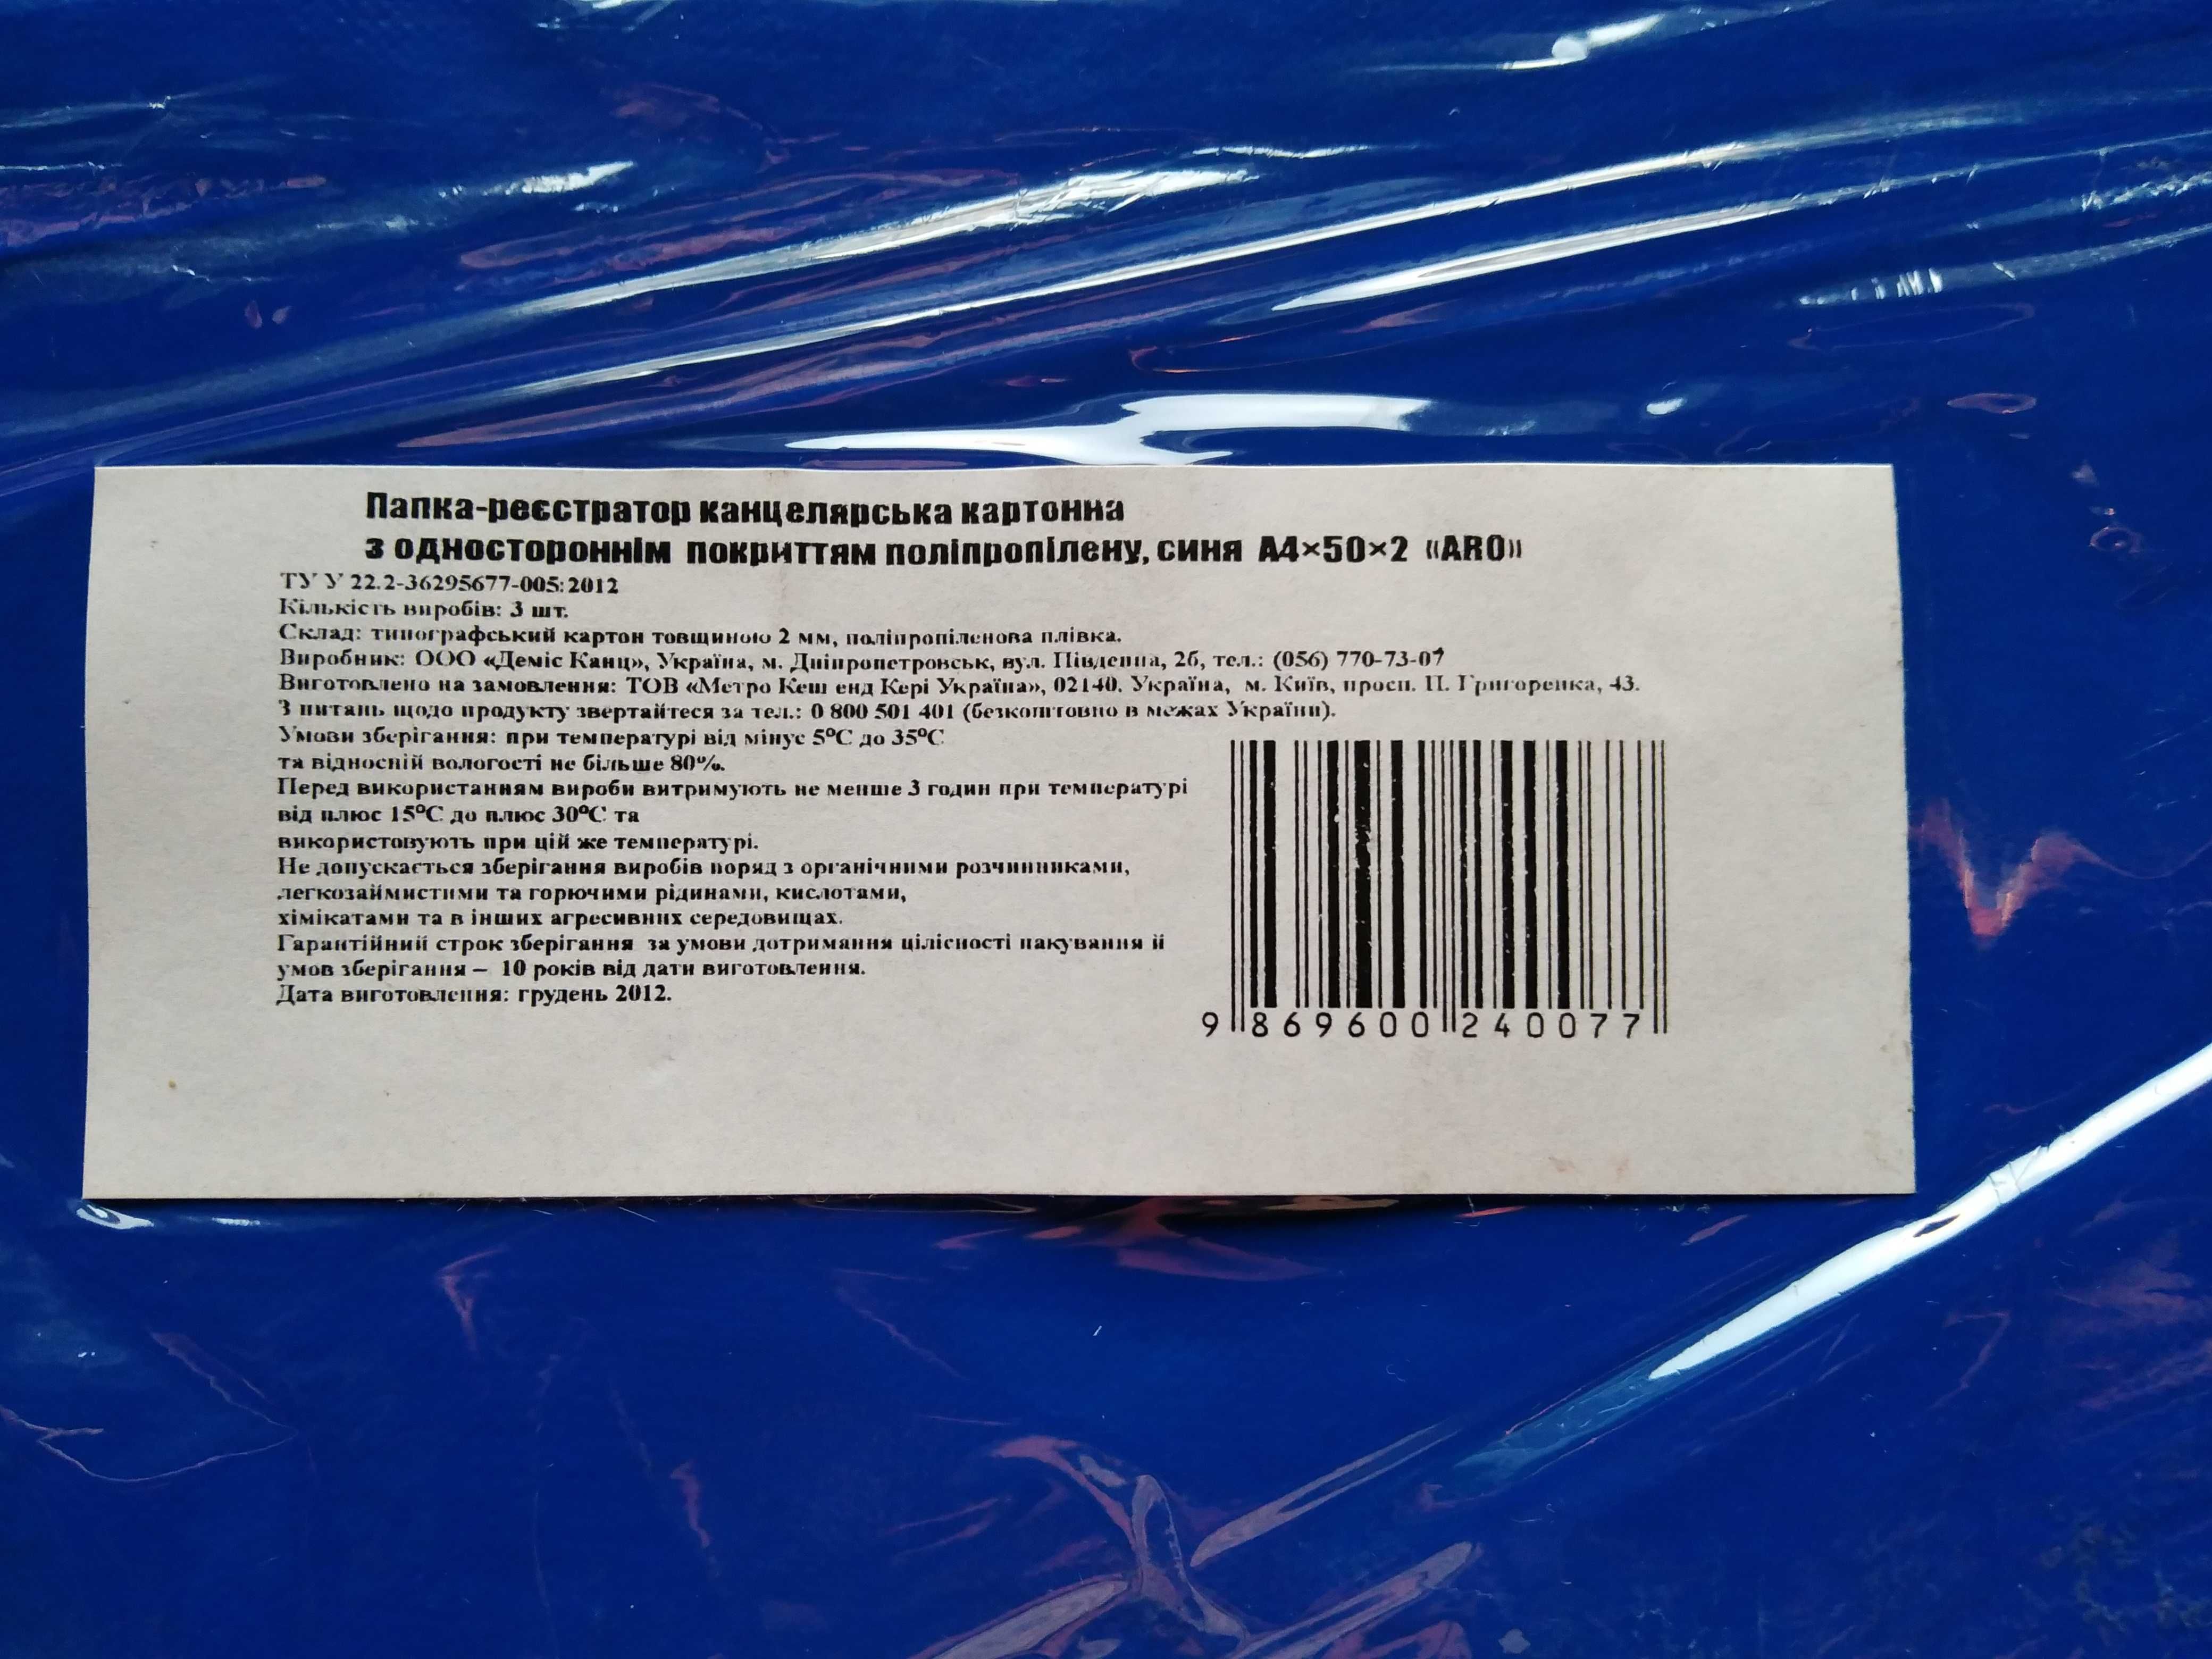 Папка-реєстратор канцелярська картонна
з одностороннім покриттям поліпропілену, синя А4×50×2 «ARO»
ТУ У 22.2-36295677-005:2012
Кількість виробів: 3 шт.
Склад: типографський картон товщиною 2 мм, поліпропіленова плівка.
Виробник: ООО «Деміс Канц», Україна, м. Дніпропетровськ, вул. Південна, 2б, тел.: (056) 770-73-07
Виготовлено на замовлення: ТОВ «Метро Кеш енд Кері Україна», 02140. Україна, м. Київ, просп. П. Григоренка, 43.
З питань щодо продукту звертайтеся за тел.: 0 800 501 401 (безкоштовно в межах України).
Умови зберігання: при температурі від мінус 5°С до 35°С
та відносній вологості не більше 80%.
Перед використанням вироби витримують не менше 3 годин при температурі
від плюс 15°С до плюс 30°С та
використовують при цій же температурі.
Не допускається зберігання виробів поряд з органічними розчинниками,
легкозаймистими та горючими рідинами, кислотами,
хімікатами та в інших агресивних середовищах.
Гарантійний строк зберігання за умови дотримання цілісності пакування й
умов зберігання – 10 років від дати виготовлення.
Дата виготовлення: грудень 2012.
9 869600 240077